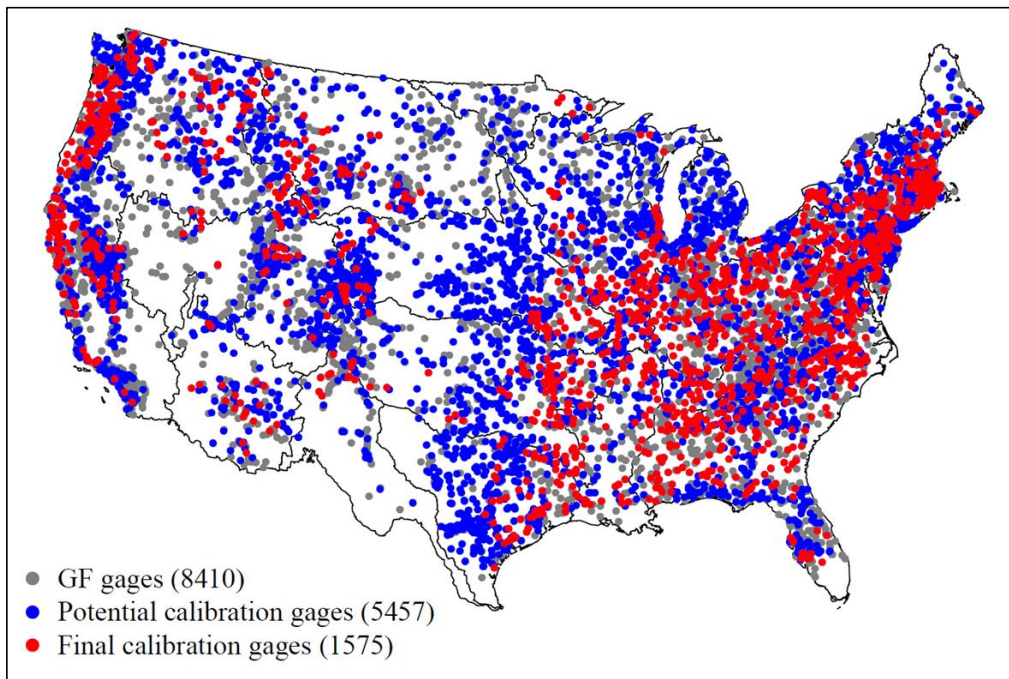 GF gages (8410)
Potential calibration gages (5457)
Final calibration gages (1575)